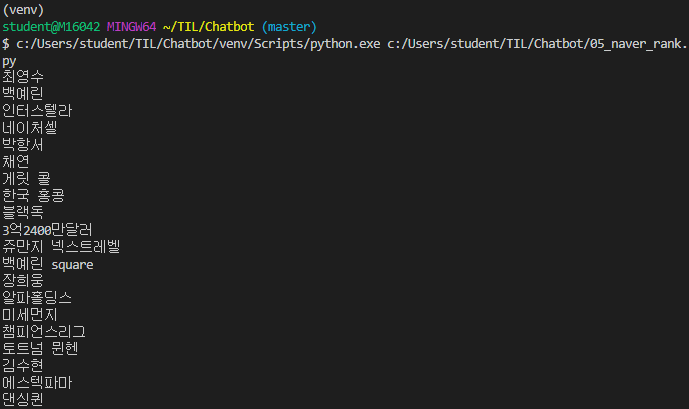 (venv)
student@M16042 MINGW64 ~/TIL/Chatbot (master)
$ c:/Users/student/TIL/Chatbot/venv/Scripts/python.exe c:/Users/student/TIL/Chatbot/05_naver_rank.
py
최영수
백예린
인터스텔라
네이처셀
박항서
채연
게릿 콜
한국 홍콩
블랙독
3억2400만달러
쥬만지 넥스트레벨
백예린 square
장희웅
알파홀딩스
미세먼지
챔피언스리그
토트넘 뮌헨
김수현
에스텍파마
댄싱퀸